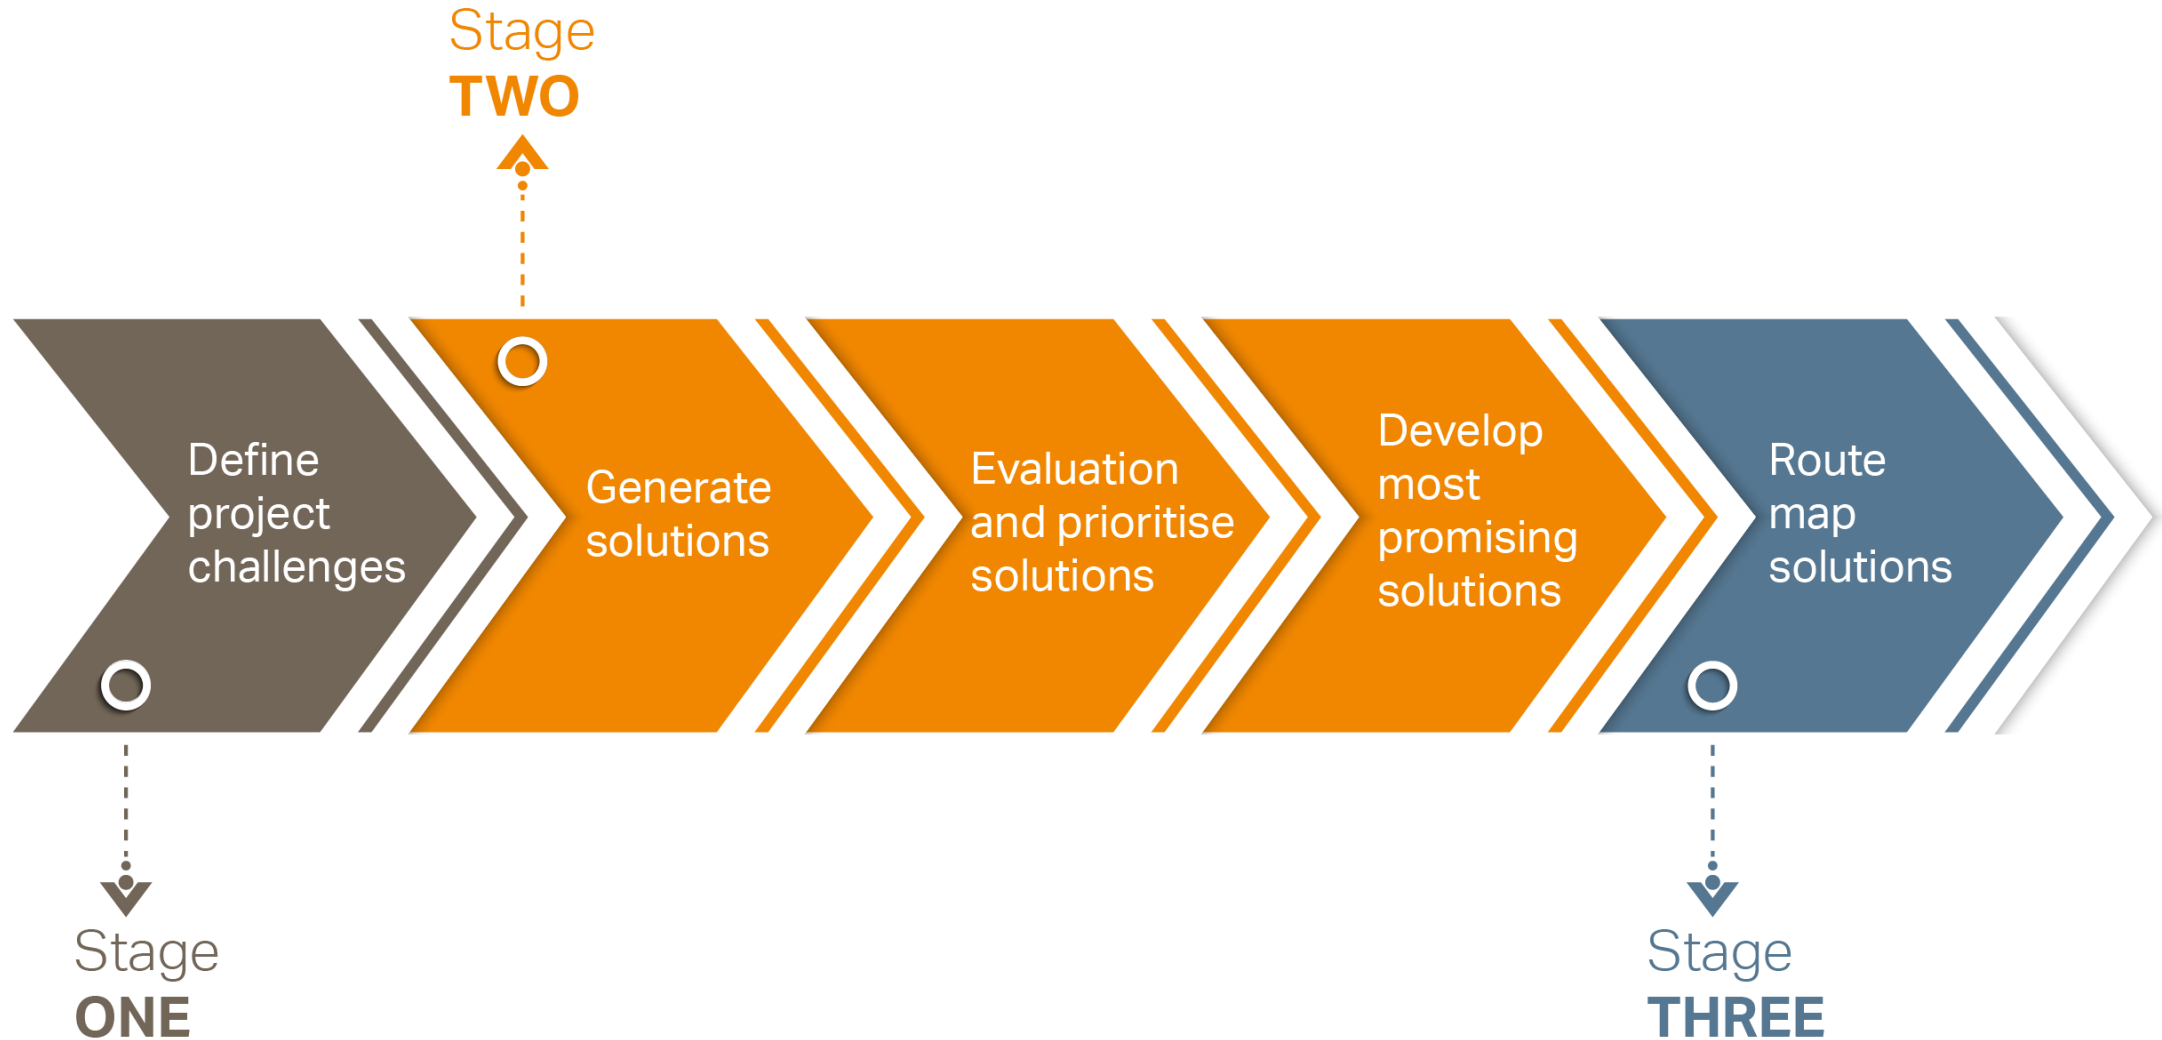 Stage
TWO
Define
project
challenges
Generate
solutions
Evaluation
and prioritise
solutions
Develop
most
promising
solutions
Route
map
solutions
Stage
ONE
Stage
THREE